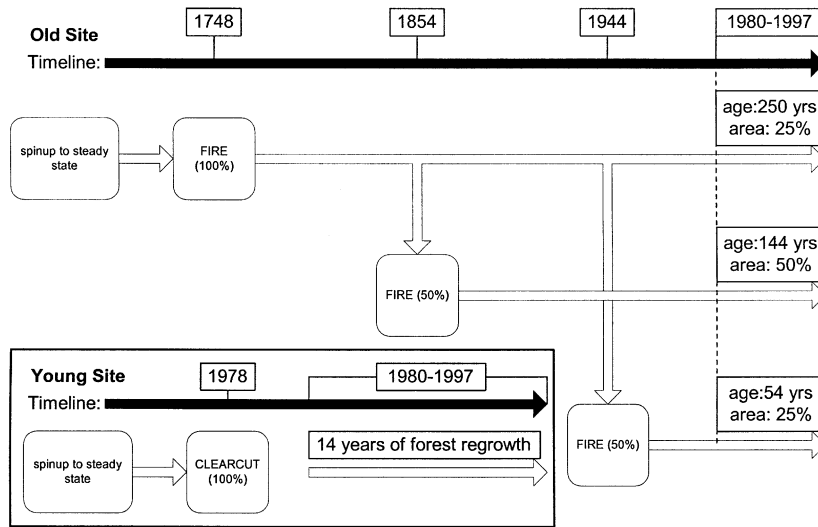 1748
1854
1944
1980-1997
Old Site
Timeline:
age:250 yrs
area: 25%
spinup to steady
state
FIRE
(100%)
age:144 yrs
area: 50%
FIRE (50%)
Young Site
1978
1980-1997
Timeline:
age:54 yrs
area: 25%
14 years of forest regrowth
spinup to steady
state
CLEARCUT
(100%)
FIRE (50%)